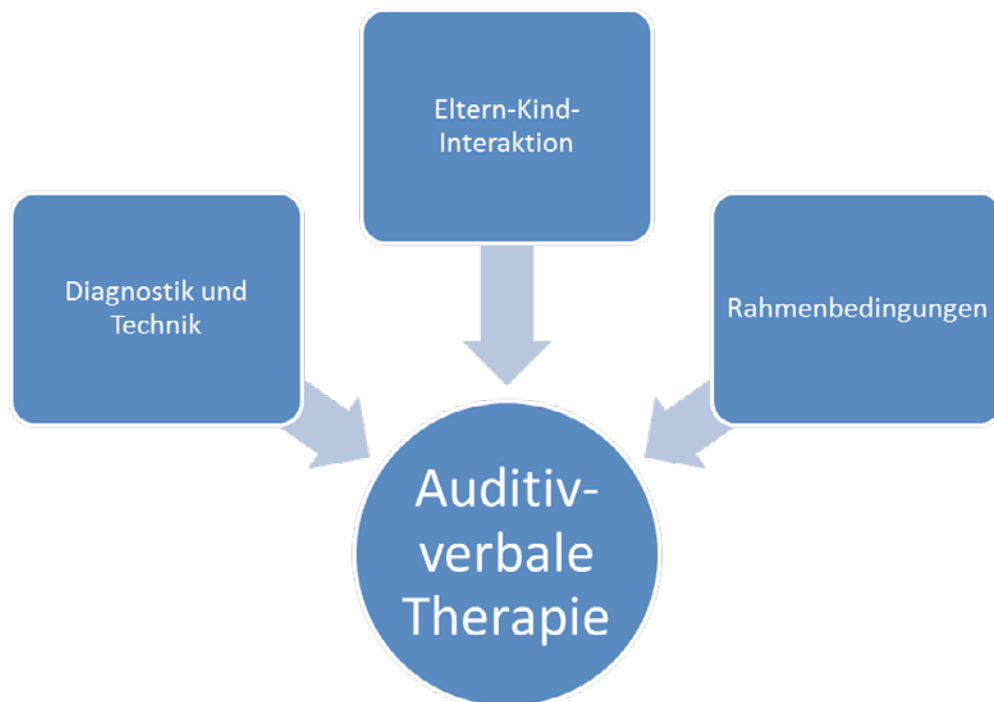 Eltern-Kind-
Interaktion
Diagnostik und
Technik
Rahmenbedingungen
Auditiv-
verbale
Therapie